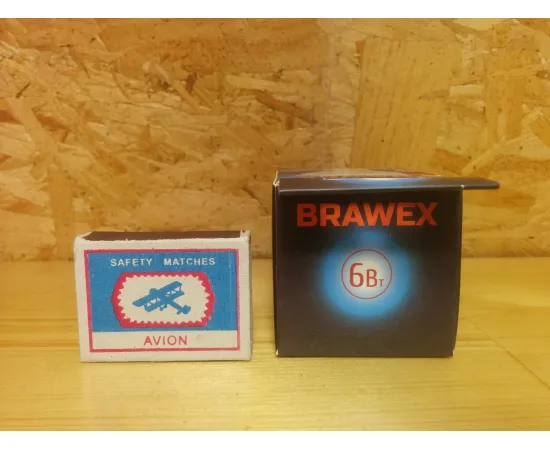 SAFETY MATCHES
AVION
BRAWEX
6Вт